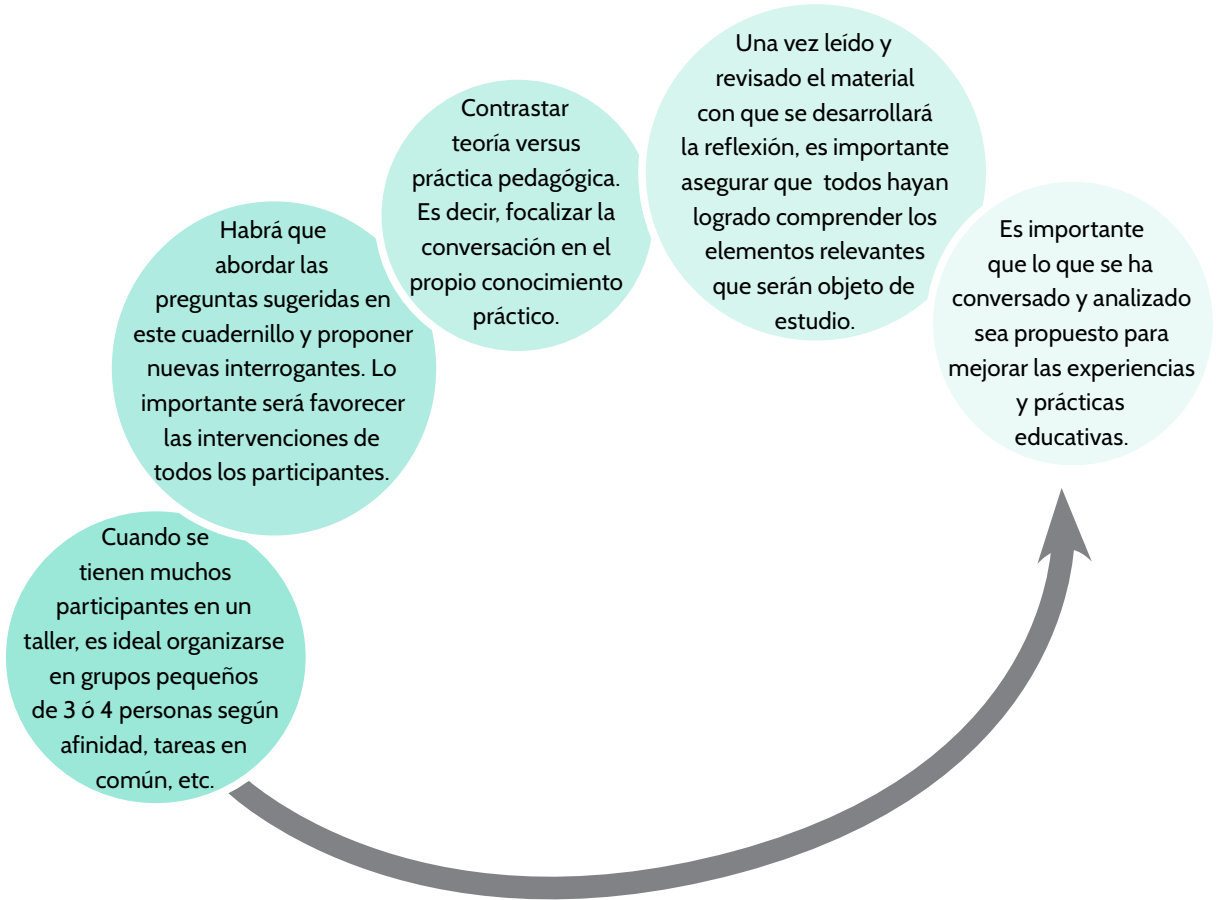 Cuando se
tienen muchos
participantes en un
taller, es ideal organizarse
en grupos pequeños
de 3 ó 4 personas según
afinidad, tareas en
común, etc.
Habrá que
abordar las
preguntas sugeridas en
este cuadernillo y proponer
nuevas interrogantes. Lo
importante será favorecer
las intervenciones de
todos los participantes.
Contrastar
teoría versus
práctica pedagógica.
Es decir, focalizar la
conversación en el
propio conocimiento
práctico.
Una vez leído y
revisado el material
con que se desarrollará
la reflexión, es importante
asegurar que todos hayan
logrado comprender los
elementos relevantes
que serán objeto de
estudio.
Es importante
que lo que se ha
conversado y analizado
sea propuesto para
mejorar las experiencias
y prácticas
educativas.